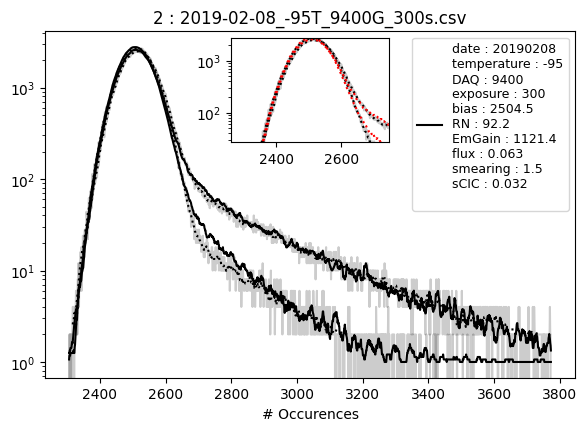 2 : 2019-02-08_-95T_9400G_300s.csv
date : 20190208
temperature : -95
DAQ : 9400
exposure : 300
bias : 2504.5
RN : 92.2
EmGain : 1121.4
flux : 0.063
smearing : 1.5
sCIC : 0.032
10³
10²
2400 2600
10³
10²
10¹
10⁰
2400 2600 2800 3000 3200 3400 3600 3800
# Occurences